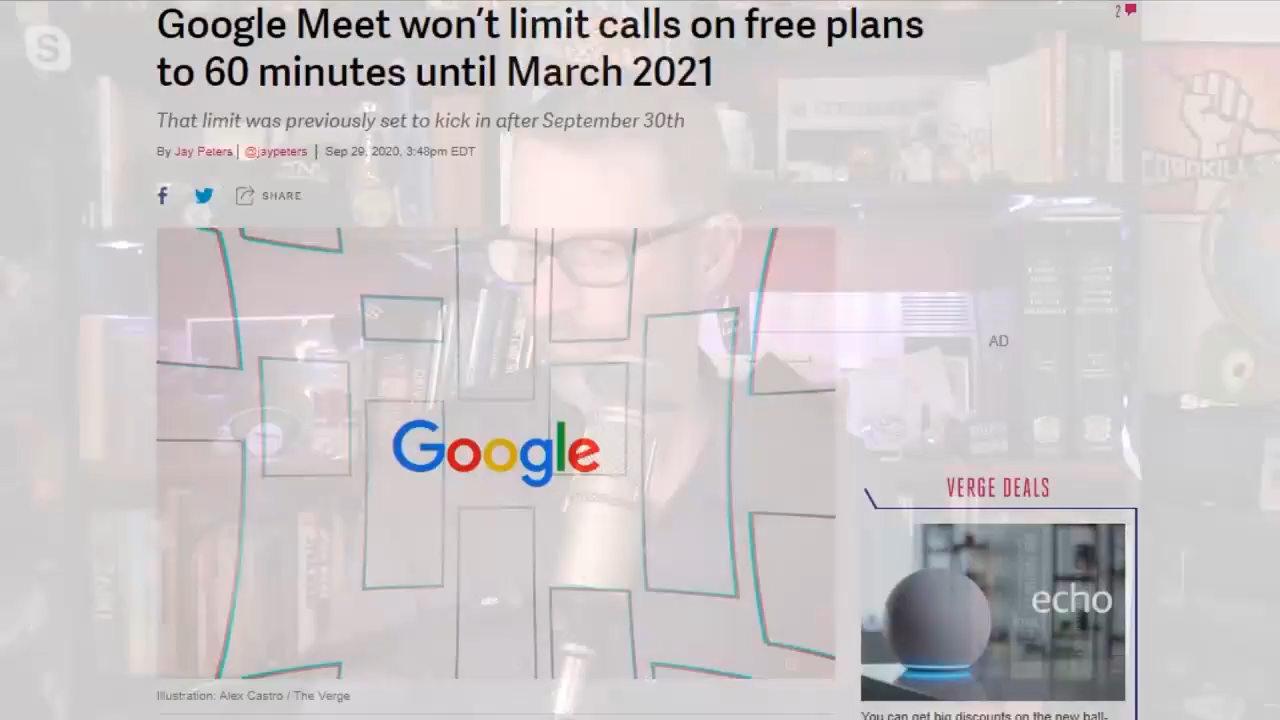 Google Meet won't limit calls on free plans
to 60 minutes until March 2021
2
That limit was previously set to kick in after September 30th
By Jay Peters | @jaypeters | Sep 29, 2020, 3:48pm EDT
SHARE
AD
Google
VERGE DEALS
echo
Illustration: Alex Castro / The Verge
You can get big discounts on the new ball-